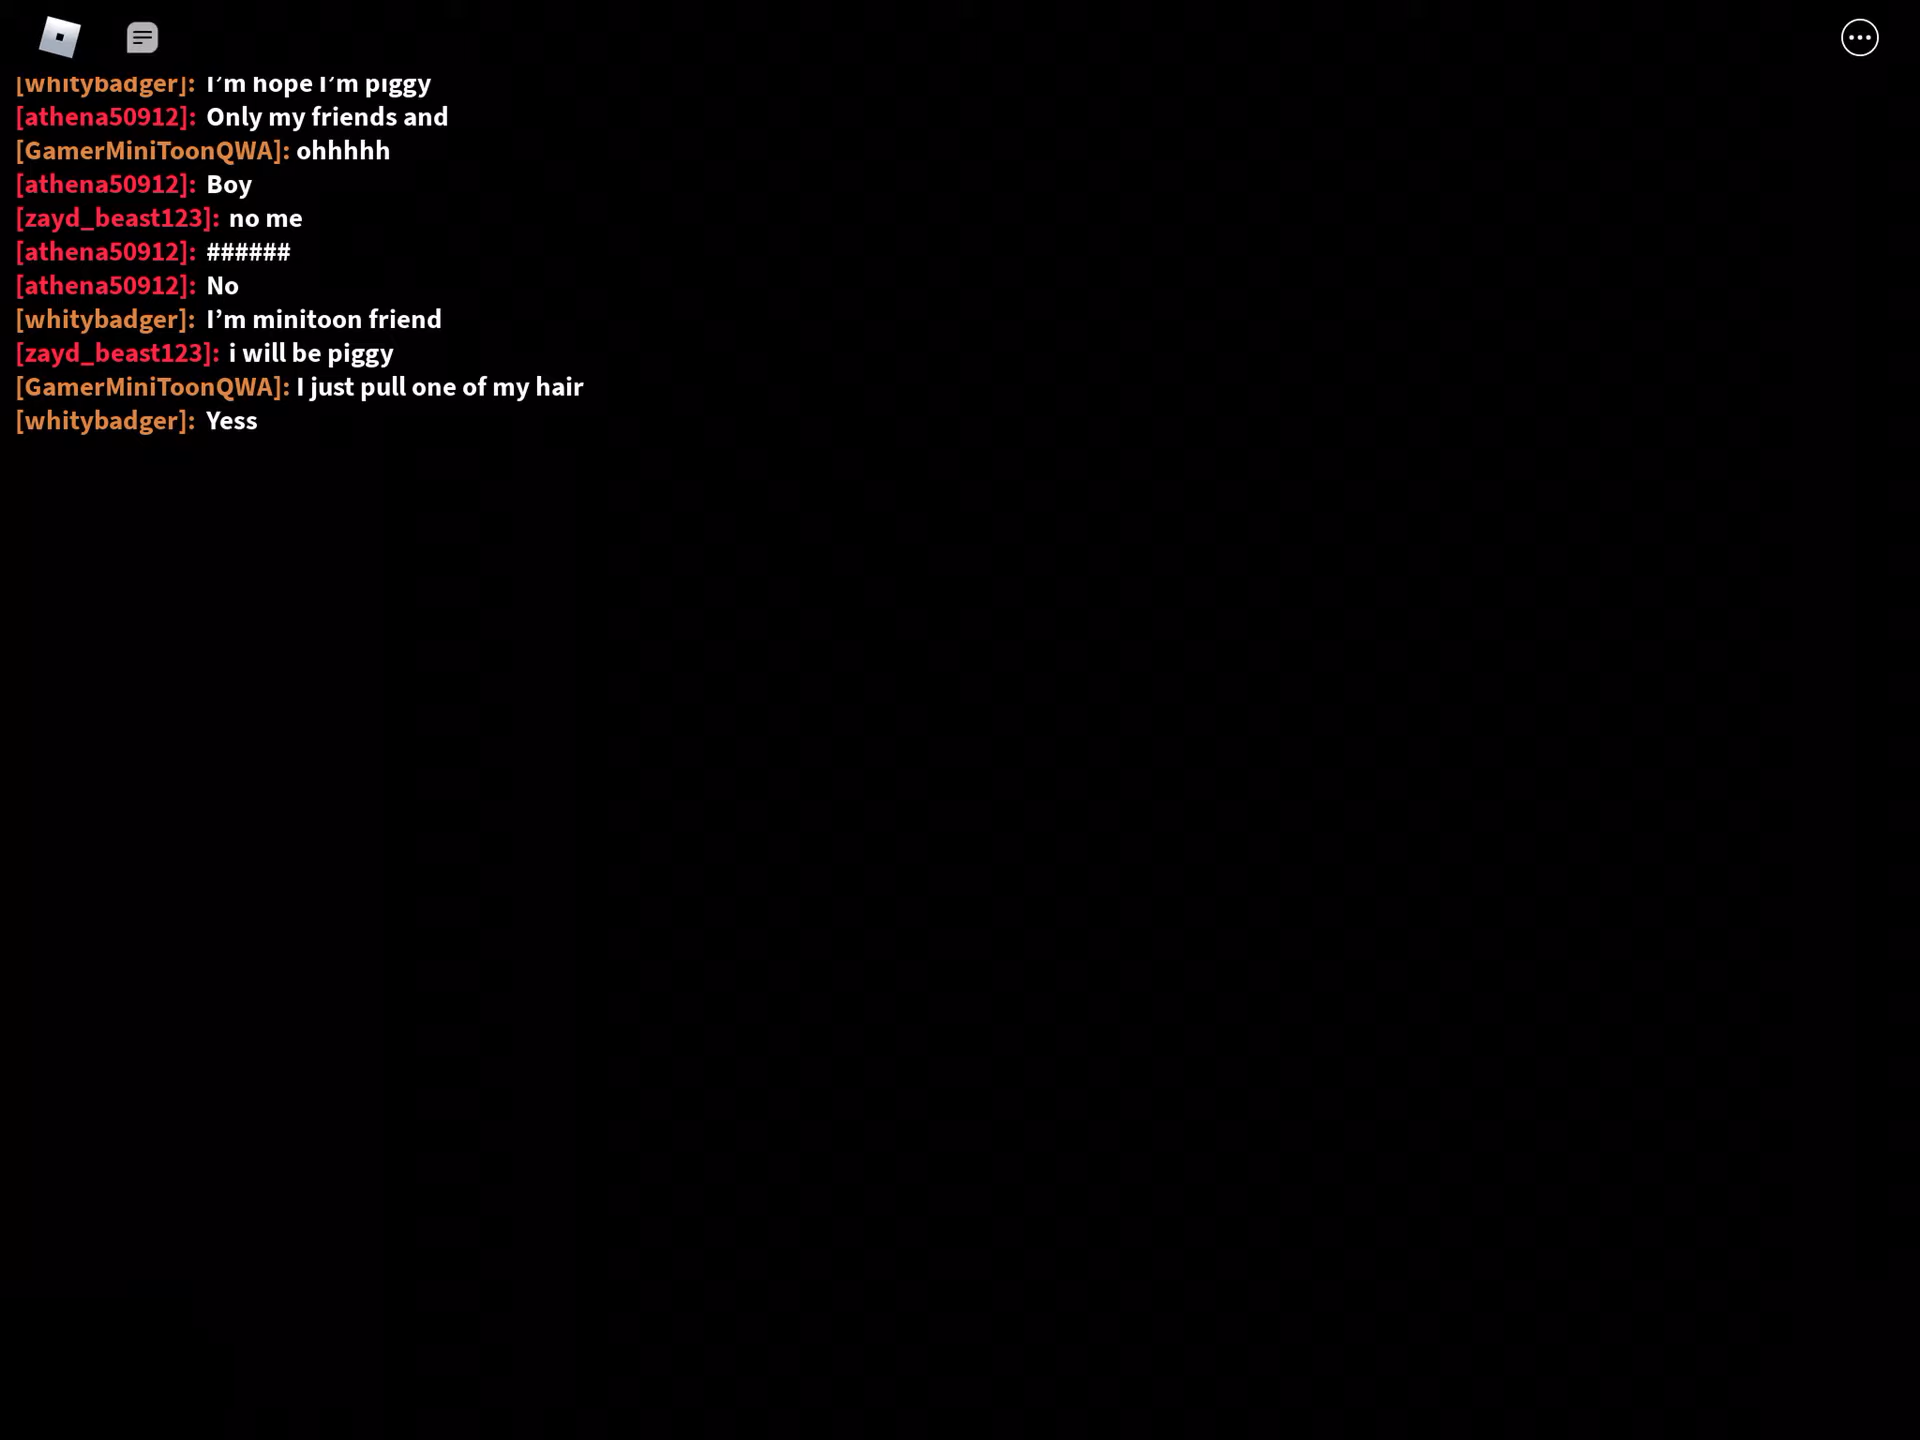 [whitybadger]: I’m hope I’m piggy
[athena50912]: Only my friends and
[GamerMiniToonQWA]: ohhhhh
[athena50912]: Boy
[zayd_beast123]: no me
[athena50912]: ######
[athena50912]: No
[whitybadger]: I’m minitoon friend
[zayd_beast123]: i will be piggy
[GamerMiniToonQWA]: I just pull one of my hair
[whitybadger]: Yess